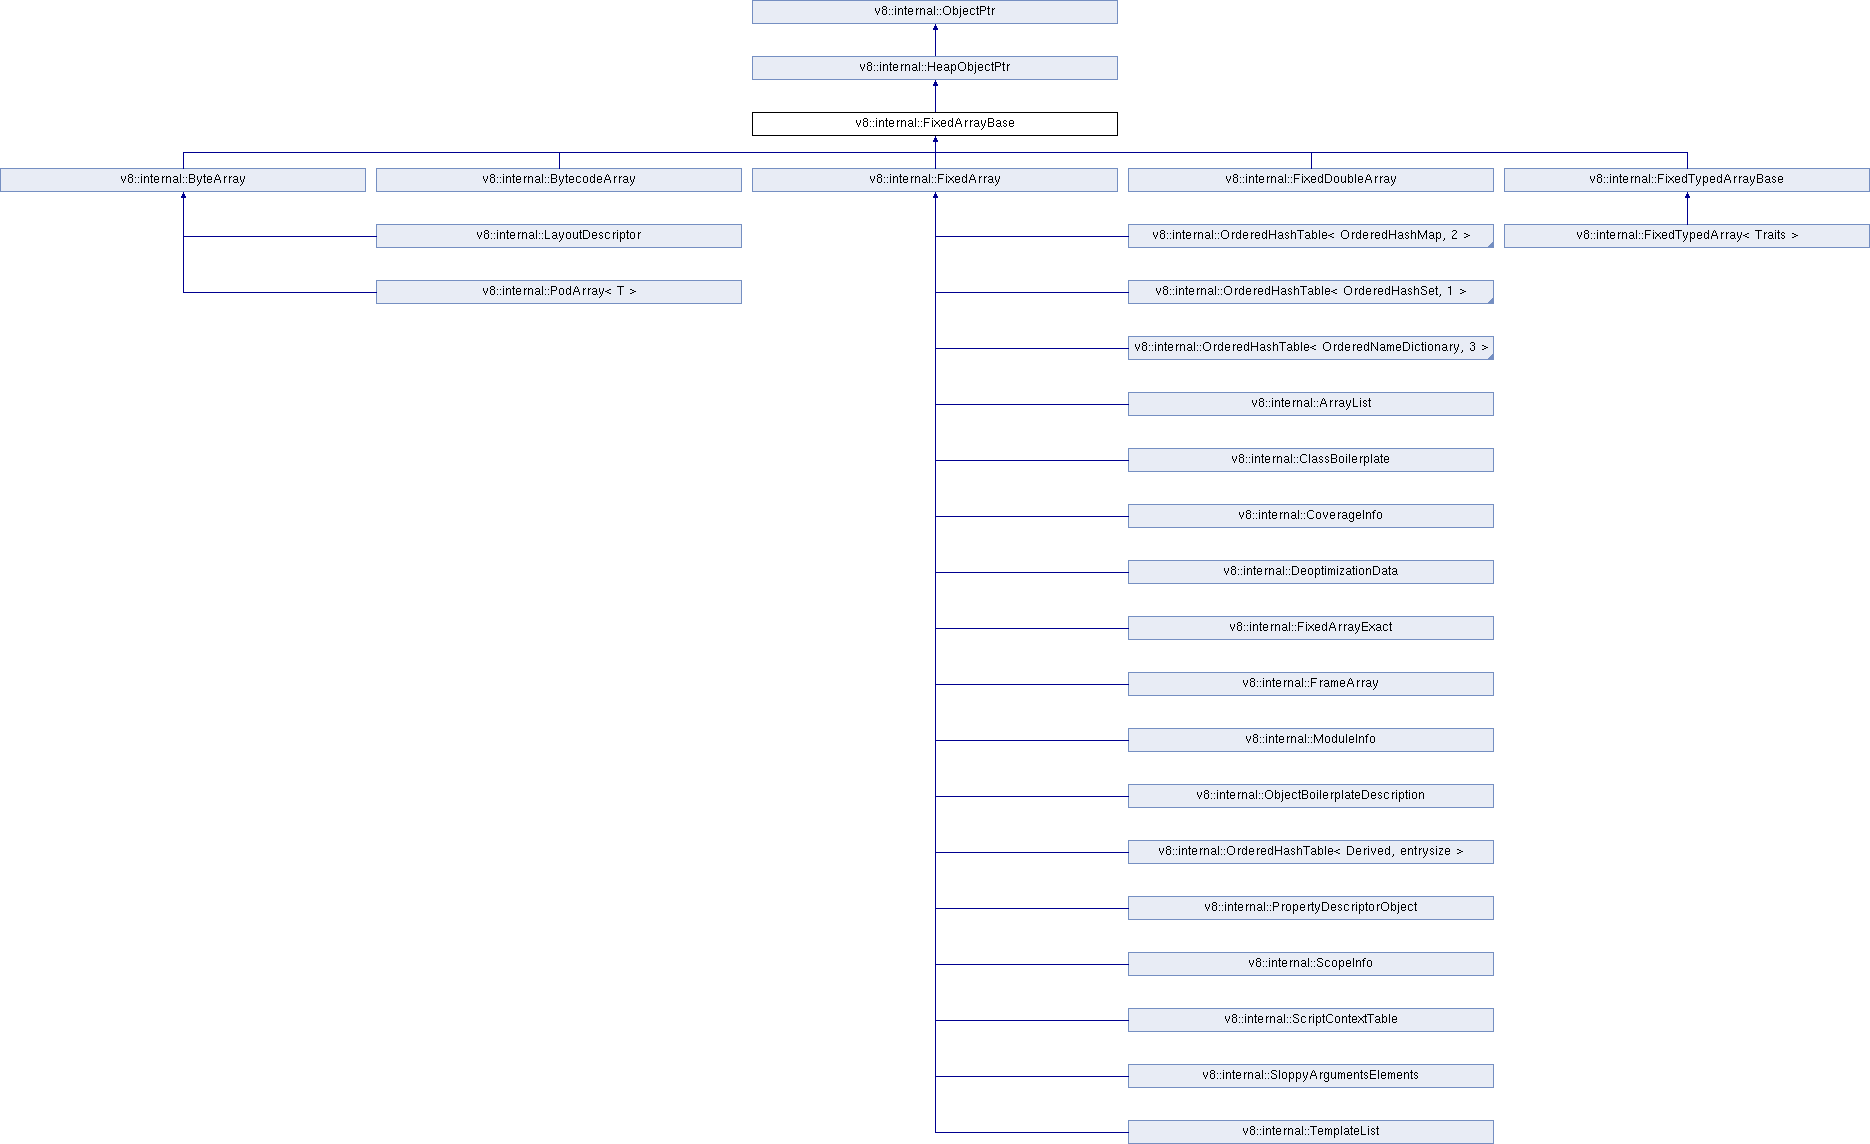 v8::internal::ObjectPtr
v8::internal::HeapObjectPtr
v8::internal::FixedArrayBase
v8::internal::ByteArray
v8::internal::BytecodeArray
v8::internal::FixedArray
v8::internal::FixedDoubleArray
v8::internal::FixedTypedArrayBase
v8::internal::LayoutDescriptor
v8::internal::OrderedHashTable< OrderedHashMap, 2 >
v8::internal::FixedTypedArray< Traits >
v8::internal::PodArray< T >
v8::internal::OrderedHashTable< OrderedHashSet, 1 >
v8::internal::OrderedHashTable< OrderedNameDictionary, 3 >
v8::internal::ArrayList
v8::internal::ClassBoilerplate
v8::internal::CoverageInfo
v8::internal::DeoptimizationData
v8::internal::FixedArrayExact
v8::internal::FrameArray
v8::internal::ModuleInfo
v8::internal::ObjectBoilerplateDescription
v8::internal::OrderedHashTable< Derived, entrysize >
v8::internal::PropertyDescriptorObject
v8::internal::ScopeInfo
v8::internal::ScriptContextTable
v8::internal::SloppyArgumentsElements
v8::internal::TemplateList